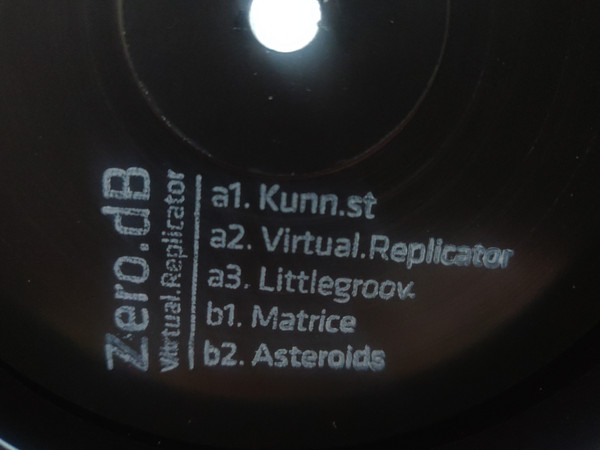 Zero.dB
Virtual.Replicator
a1. Kunn.st
a2. Virtual.Replicator
a3. Littlegroov.
b1. Matrice
b2. Asteroids